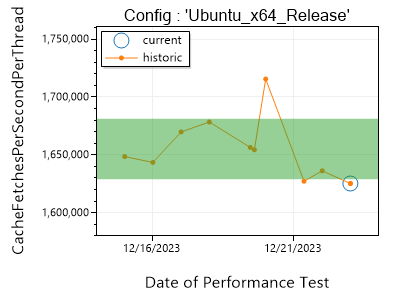 Config : 'Ubuntu_x64_Release'
CacheFetchesPerSecondPerThread
1,750,000
1,700,000
1,650,000
1,600,000
current
historic
12/16/2023
12/21/2023
Date of Performance Test